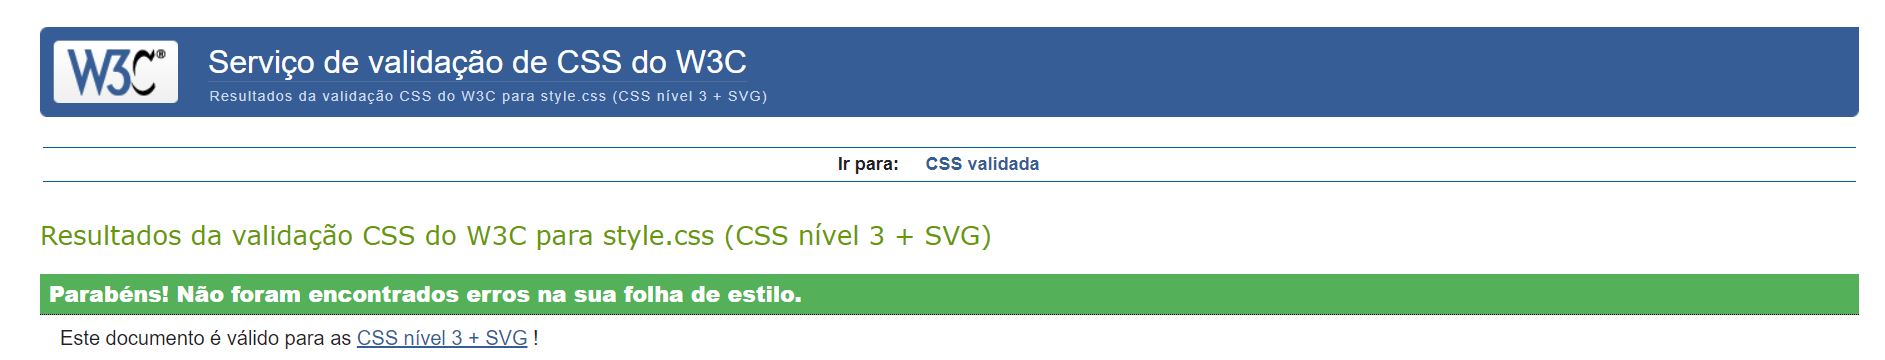 W3C®
Serviço de validação de CSS do W3C
Resultados da validação CSS do W3C para style.css (CSS nível 3 + SVG)
Ir para: CSS validada
Resultados da validação CSS do W3C para style.css (CSS nível 3 + SVG)
Parabéns! Não foram encontrados erros na sua folha de estilo.
Este documento é válido para as CSS nível 3 + SVG !